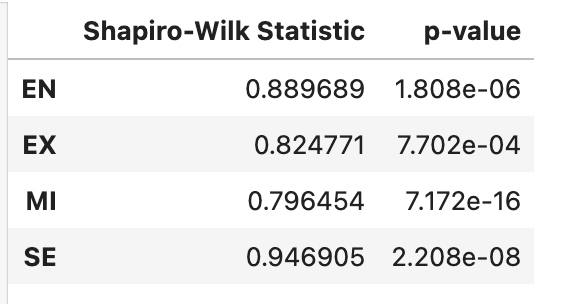 Shapiro-Wilk Statistic p-value
EN 0.889689 1.808e-06
EX 0.824771 7.702e-04
MI 0.796454 7.172e-16
SE 0.946905 2.208e-08